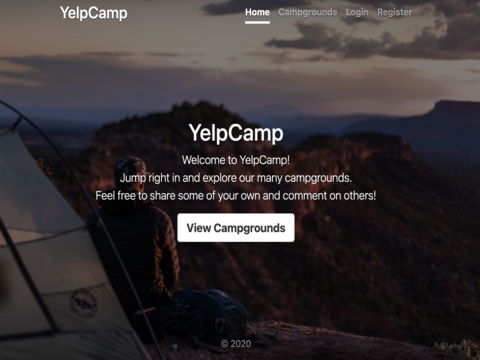 YelpCamp
Home Campgrounds Login Register
YelpCamp
Welcome to YelpCamp!
Jump right in and explore our many campgrounds.
Feel free to share some of your own and comment on others!
View Campgrounds
© 2020